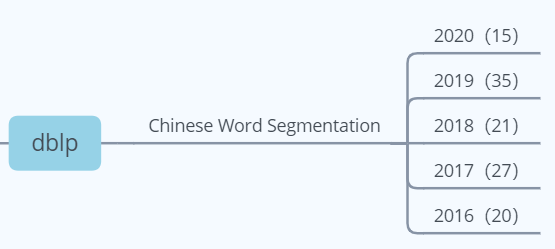 dblp
Chinese Word Segmentation
2020 (15)
2019 (35)
2018 (21)
2017 (27)
2016 (20)